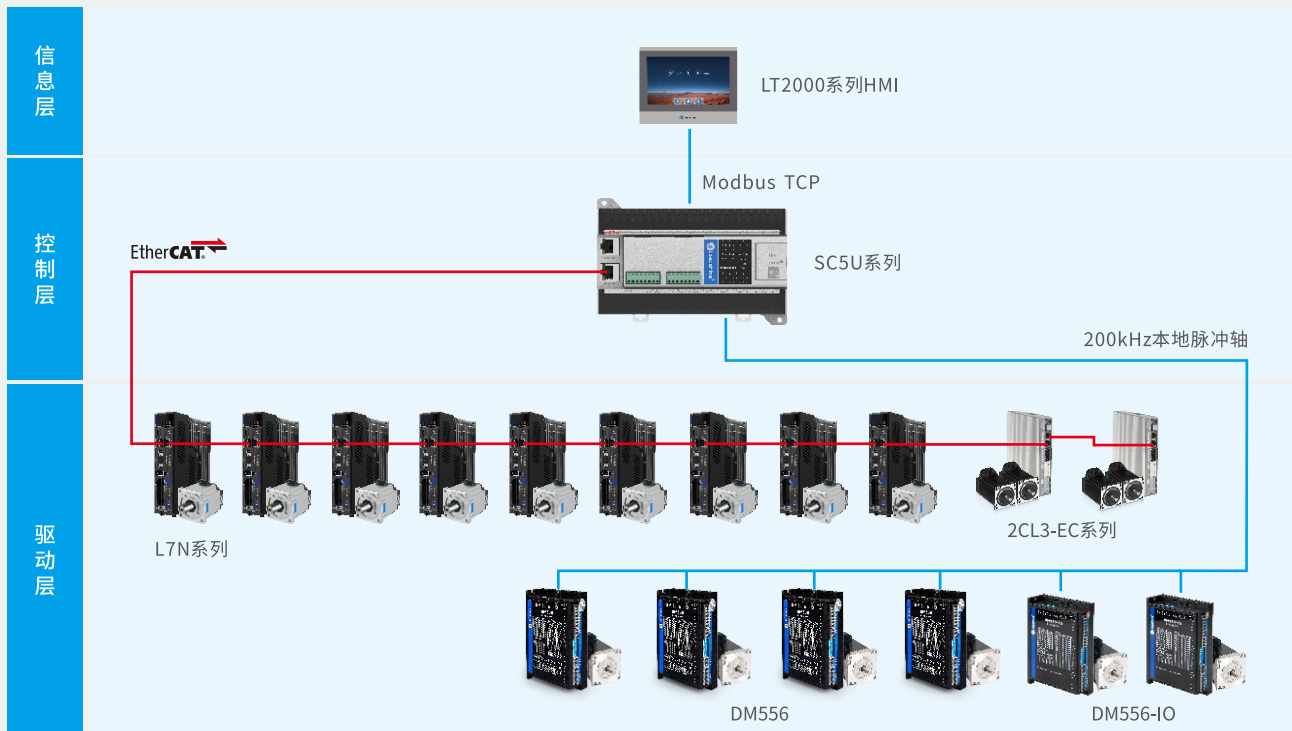 信息层
LT2000系列HMI
Modbus TCP
控制层
EtherCAT
SC5U系列
200kHz本地脉冲轴
驱动层
L7N系列
2CL3-EC系列
DM556
DM556-IO